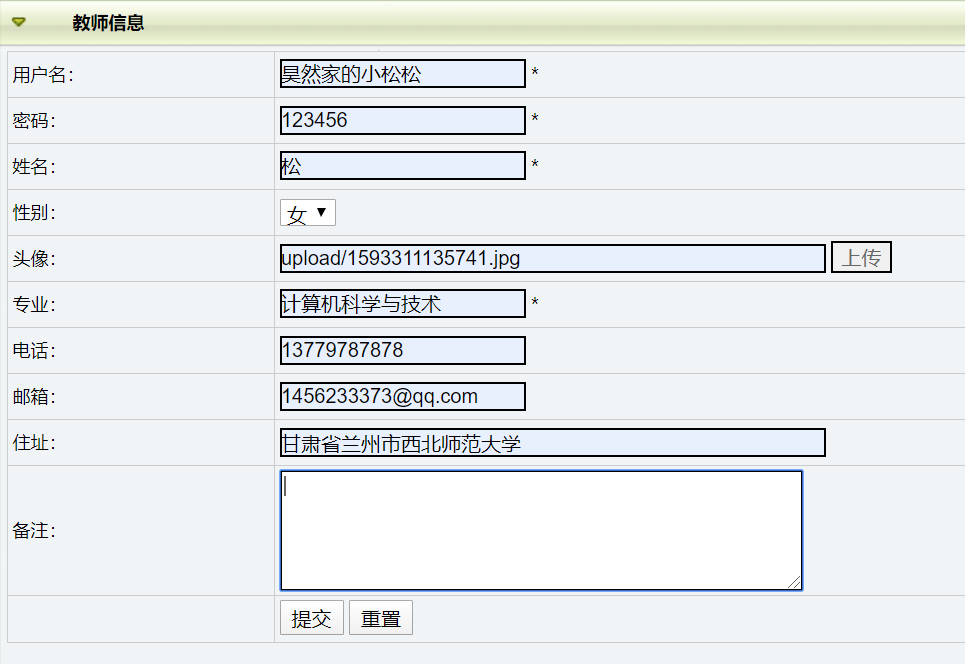 教师信息
用户名： 昊然家的小松松 *
密码： 123456 *
姓名： 松 *
性别： 女
头像： upload/1593311135741.jpg 上传
专业： 计算机科学与技术 *
电话： 13779787878
邮箱： 1456233373@qq.com
住址： 甘肃省兰州市西北师范大学
备注：
提交 重置